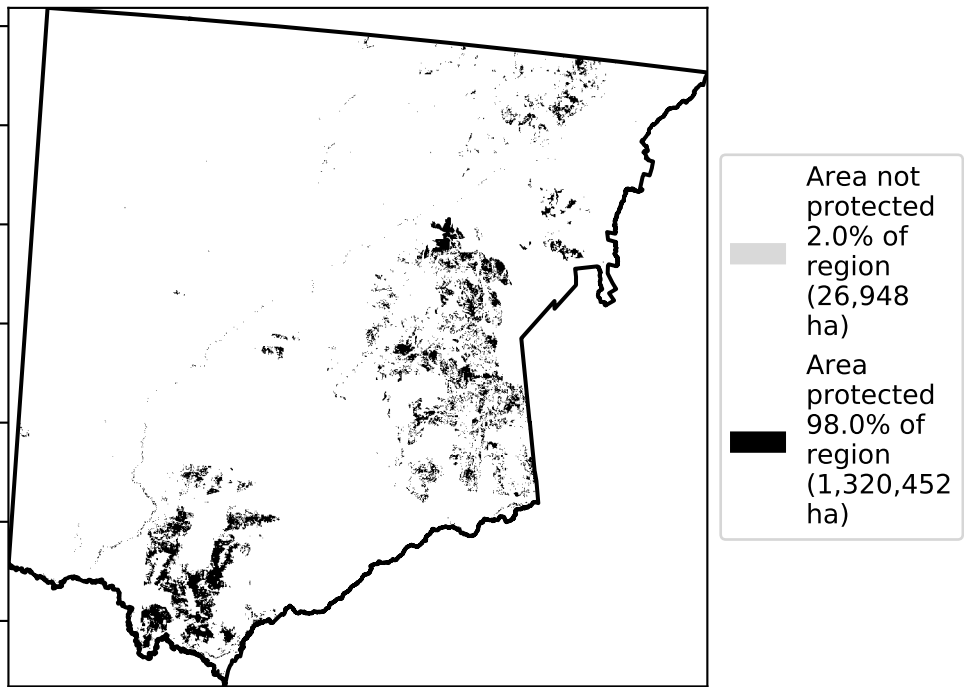 Area not
protected
2.0% of
region
(26,948
ha)
Area
protected
98.0% of
region
(1,320,452
ha)